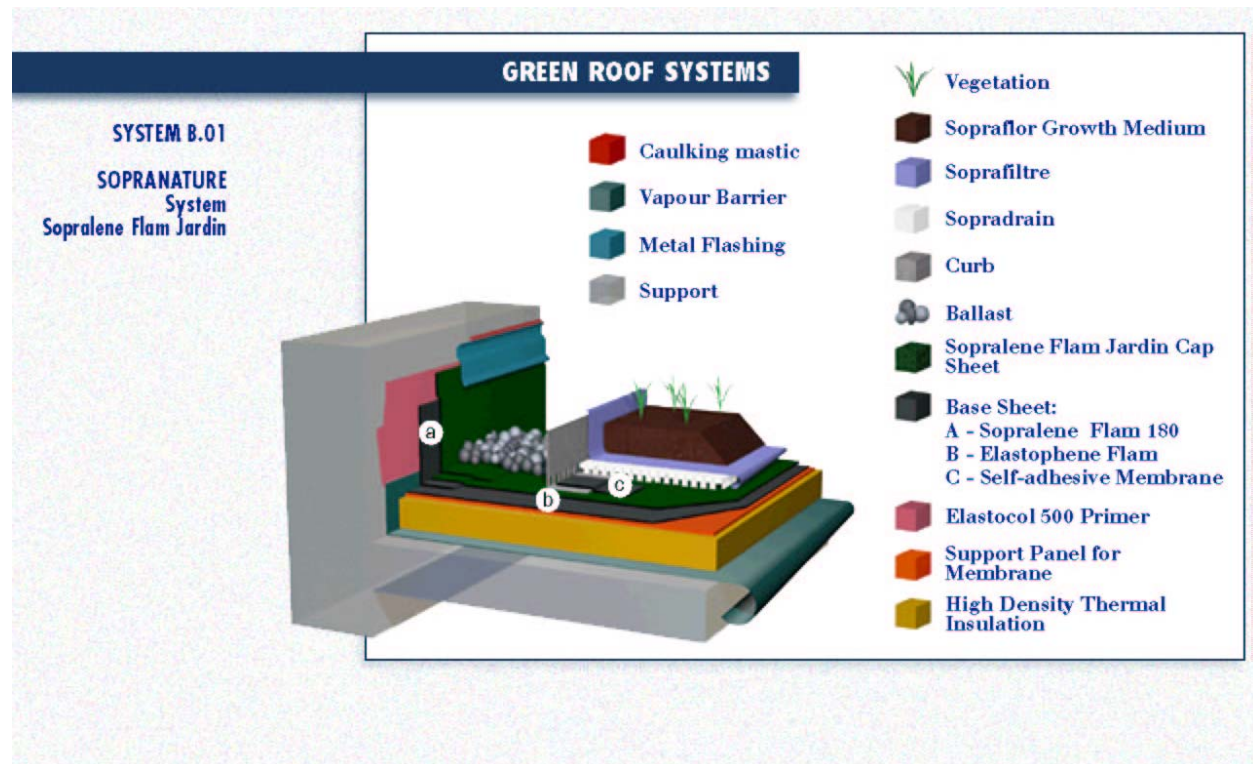 GREEN ROOF SYSTEMS
SYSTEM B.01
SOPRANATURE
System
Sopralene Flam Jardin
Caulking mastic
Vapour Barrier
Metal Flashing
Support
Vegetation
Sopraflor Growth Medium
Soprafiltre
Sopradrain
Curb
Ballast
Sopralene Flam Jardin Cap
Sheet
Base Sheet:
A - Sopralene Flam 180
B - Elastophene Flam
C - Self-adhesive Membrane
Elastocol 500 Primer
Support Panel for
Membrane
High Density Thermal
Insulation
a
b
c